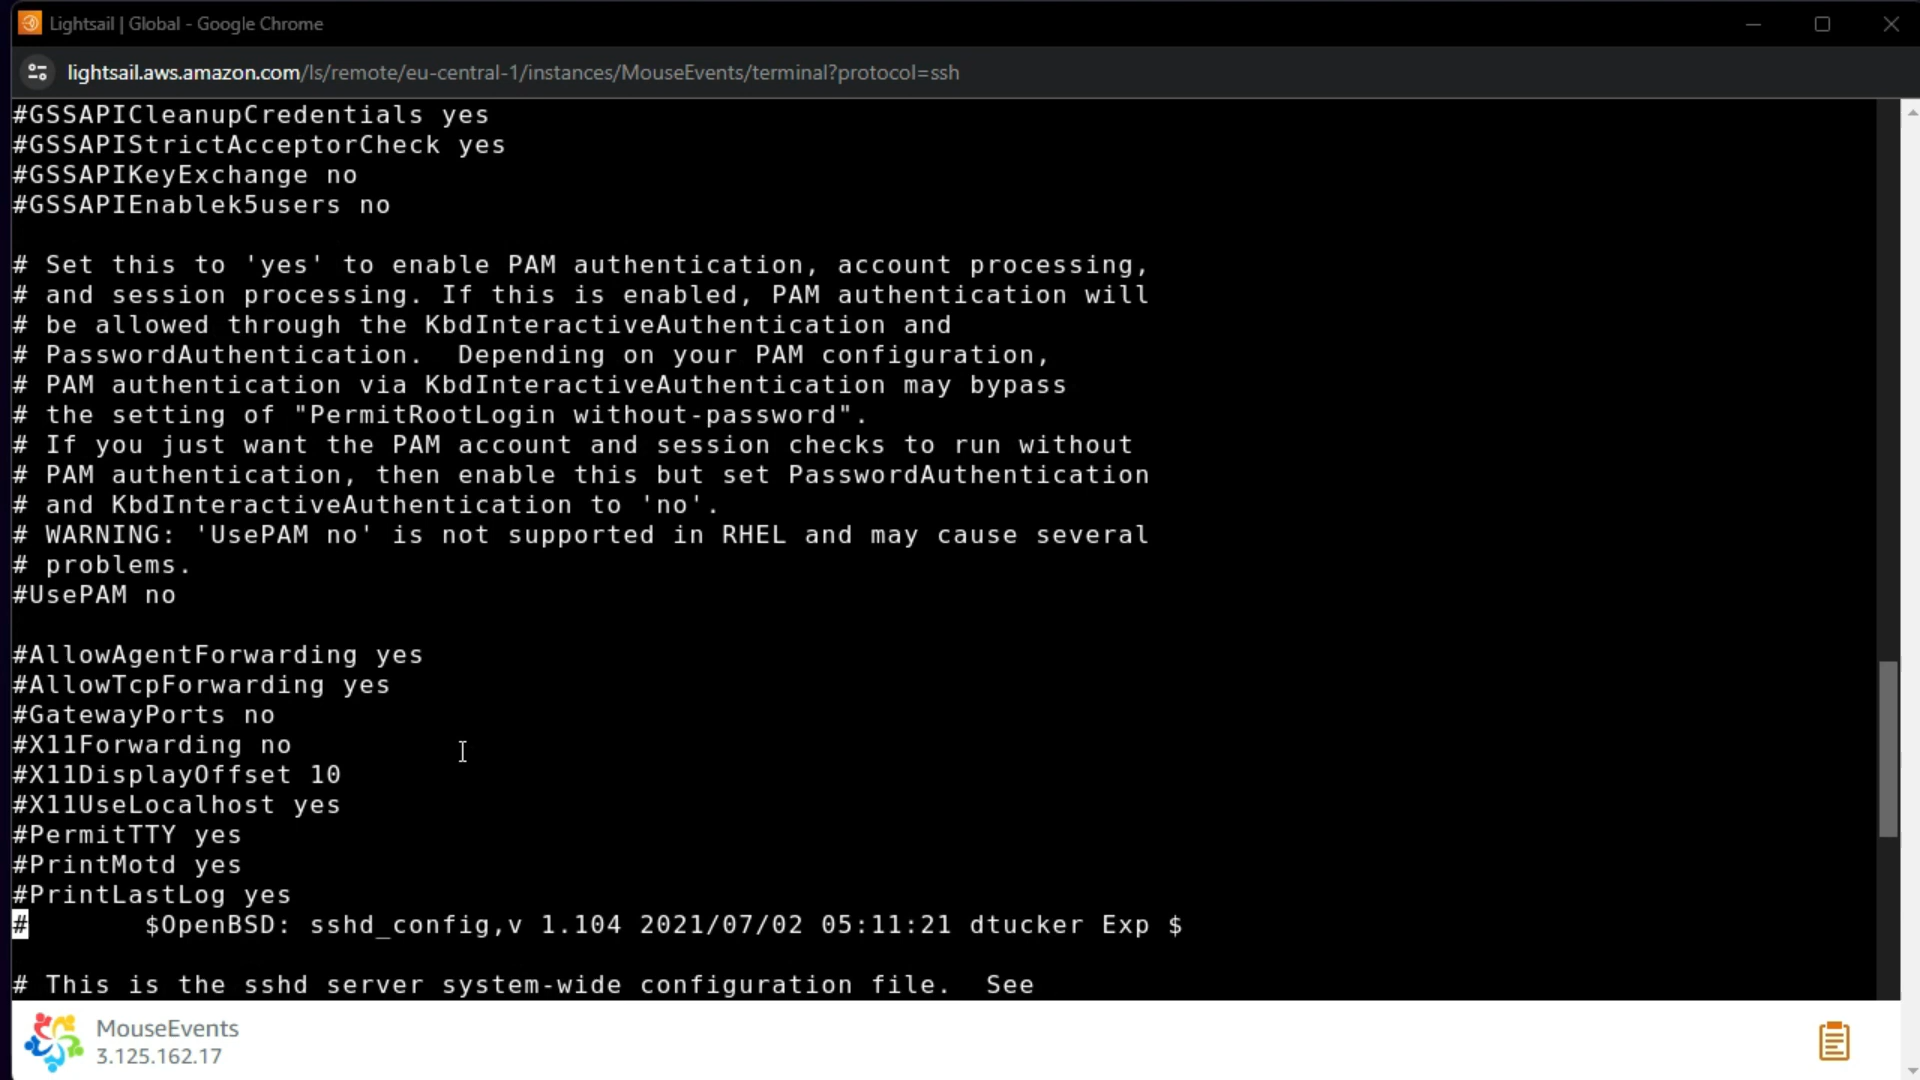 Lightsail | Global - Google Chrome
lightsail.aws.amazon.com/ls/remote/eu-central-1/instances/MouseEvents/terminal?protocol=ssh
#GSSAPICleanupCredentials yes
#GSSAPIStrictAcceptorCheck yes
#GSSAPIKeyExchange no
#GSSAPIEnablek5users no
# Set this to 'yes' to enable PAM authentication, account processing,
# and session processing. If this is enabled, PAM authentication will
# be allowed through the KbdInteractiveAuthentication and
# PasswordAuthentication.  Depending on your PAM configuration,
# PAM authentication via KbdInteractiveAuthentication may bypass
# the setting of "PermitRootLogin without-password".
# If you just want the PAM account and session checks to run without
# PAM authentication, then enable this but set PasswordAuthentication
# and KbdInteractiveAuthentication to 'no'.
# WARNING: 'UsePAM no' is not supported in RHEL and may cause several
# problems.
#UsePAM no
#AllowAgentForwarding yes
#AllowTcpForwarding yes
#GatewayPorts no
#X11Forwarding no
#X11DisplayOffset 10
#X11UseLocalhost yes
#PermitTTY yes
#PrintMotd yes
#PrintLastLog yes
#       $OpenBSD: sshd_config,v 1.104 2021/07/02 05:11:21 dtucker Exp $
# This is the sshd server system-wide configuration file.  See
MouseEvents
3.125.162.17